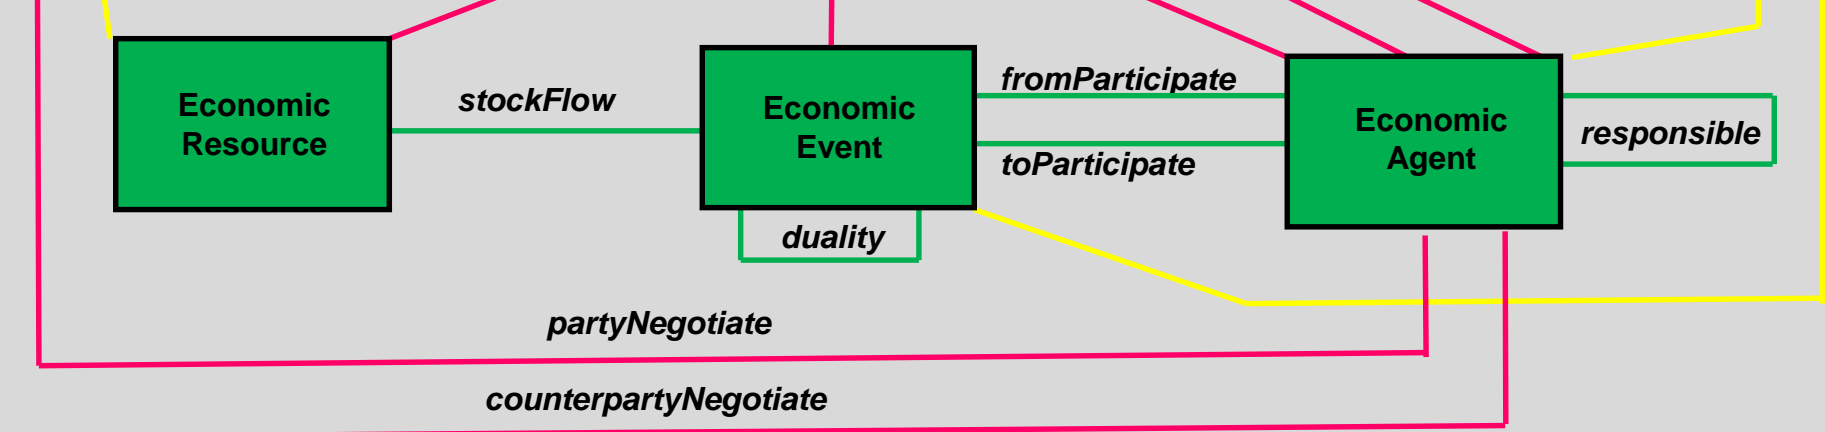 Economic
Resource
stockFlow
Economic
Event
fromParticipate
toParticipate
Economic
Agent
responsible
duality
partyNegotiate
counterpartyNegotiate